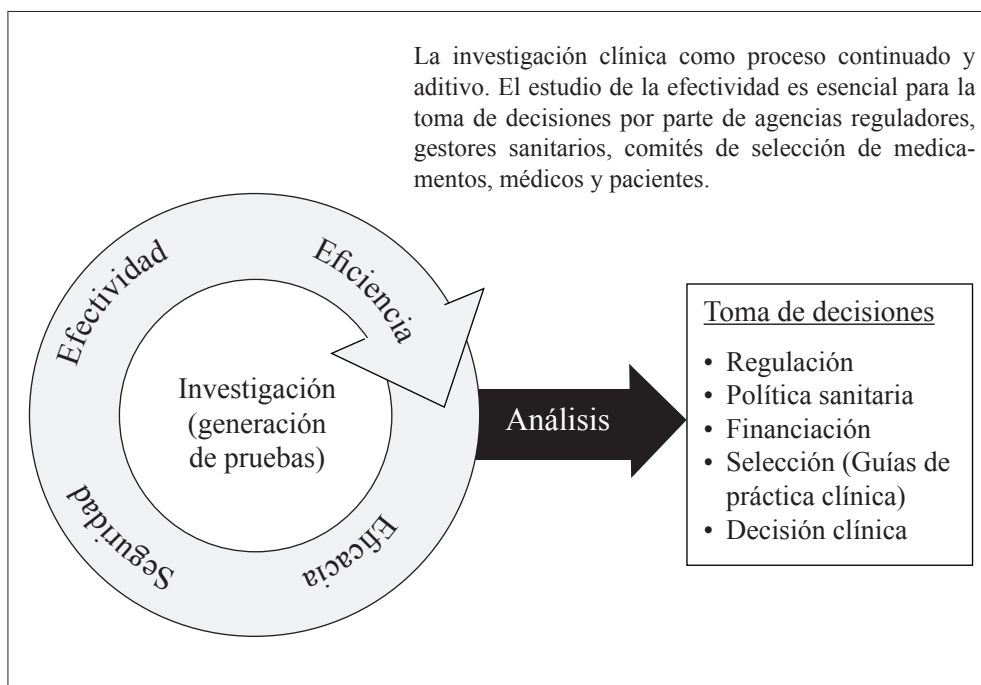 La investigación clínica como proceso continuado y
aditivo. El estudio de la efectividad es esencial para la
toma de decisiones por parte de agencias reguladores,
gestores sanitarios, comités de selección de medica-
mentos, médicos y pacientes.
Efectividad
Eficiencia
Investigación
(generación
de pruebas)
Seguridad
Eficacia
Análisis
Toma de decisiones
• Regulación
• Política sanitaria
• Financiación
• Selección (Guías de
práctica clínica)
• Decisión clínica